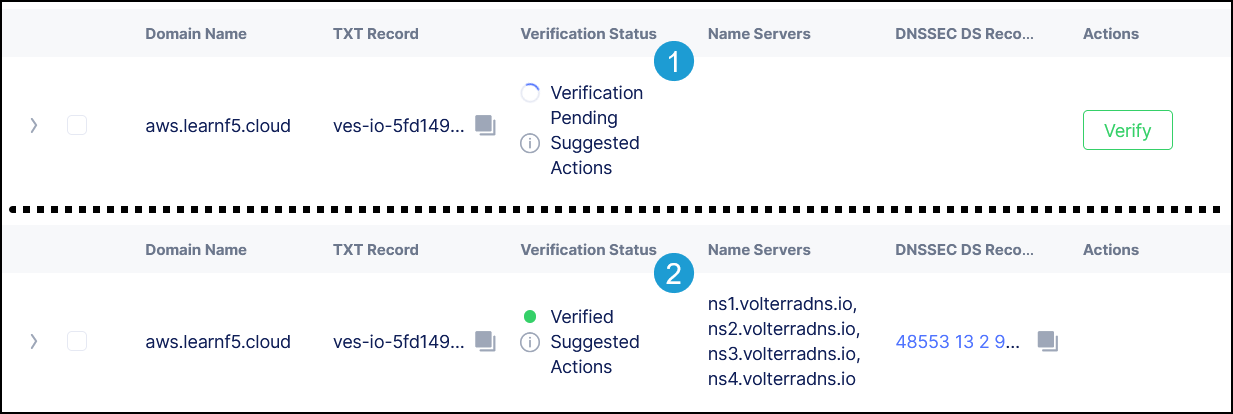 Domain Name TXT Record Verification Status Name Servers DNSSEC DS Reco... Actions
1
Verification
Pending
aws.learnf5.cloud ves-io-5fd149... Verify
Suggested
Actions
Domain Name TXT Record Verification Status Name Servers DNSSEC DS Reco... Actions
2
ns1.volterradns.io,
Verified
ns2.volterradns.io,
aws.learnf5.cloud ves-io-5fd149... Suggested 48553 13 2 9...
ns3.volterradns.io,
Actions
ns4.volterradns.io